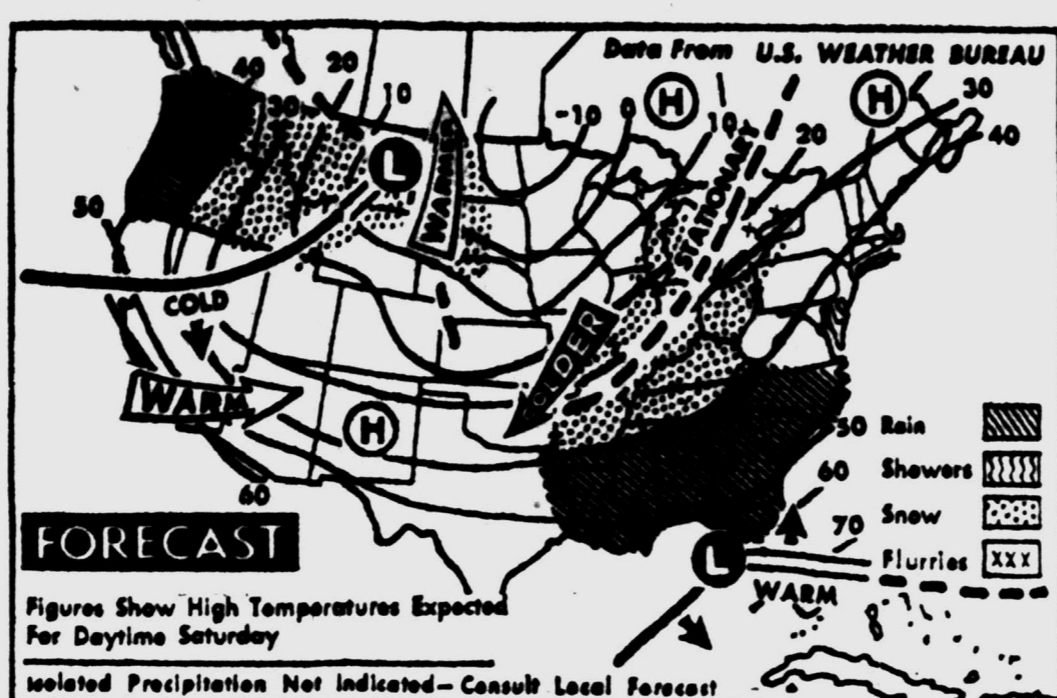 Data From U.S. WEATHER BUREAU
40
20
10
30
-10
0
10
20
30
40
H
H
L
WARMER
STATIONARY
50
COLD
COLDER
WARM
H
60
50
60
70
L
WARM
Rain
Showers
Snow
Flurries
XXX
FORECAST
Figures Show High Temperatures Expected
For Daytime Saturday
Isolated Precipitation Not Indicated—Consult Local Forecast